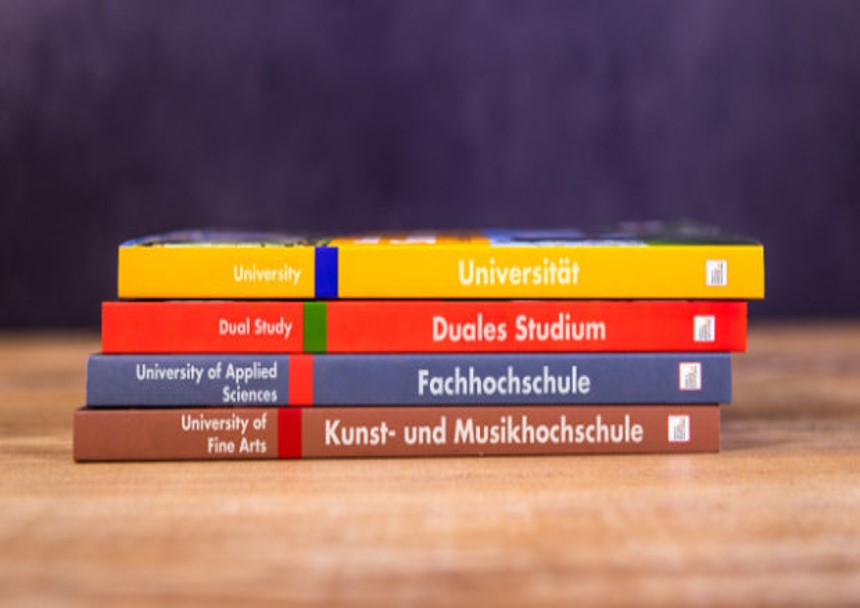 University
Universität
Dual Study
Duales Studium
University of Applied
Sciences
Fachhochschule
University of
Fine Arts
Kunst- und Musikhochschule